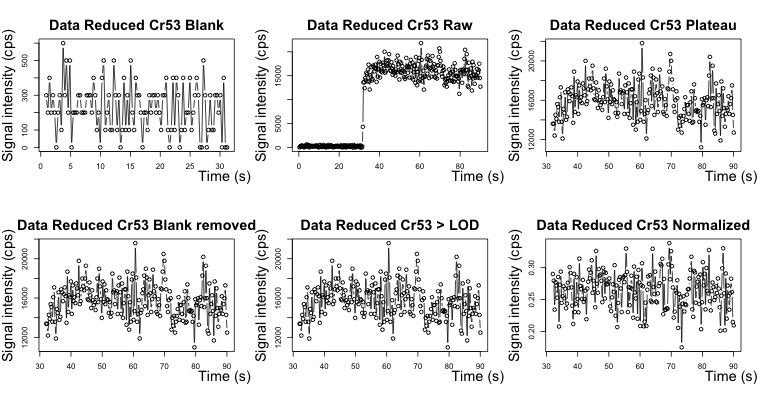 Data Reduced Cr53 Blank
Signal intensity (cps)
0 100 300 500
0 5 10 15 20 25 30
Time (s)
Data Reduced Cr53 Raw
Signal intensity (cps)
0 5000 15000
0 20 40 60 80
Time (s)
Data Reduced Cr53 Plateau
Signal intensity (cps)
12000 16000 20000
30 40 50 60 70 80 90
Time (s)
Data Reduced Cr53 Blank removed
Signal intensity (cps)
12000 16000 20000
30 40 50 60 70 80 90
Time (s)
Data Reduced Cr53 > LOD
Signal intensity (cps)
12000 16000 20000
30 40 50 60 70 80 90
Time (s)
Data Reduced Cr53 Normalized
Signal intensity (cps)
0.20 0.25 0.30
30 40 50 60 70 80 90
Time (s)